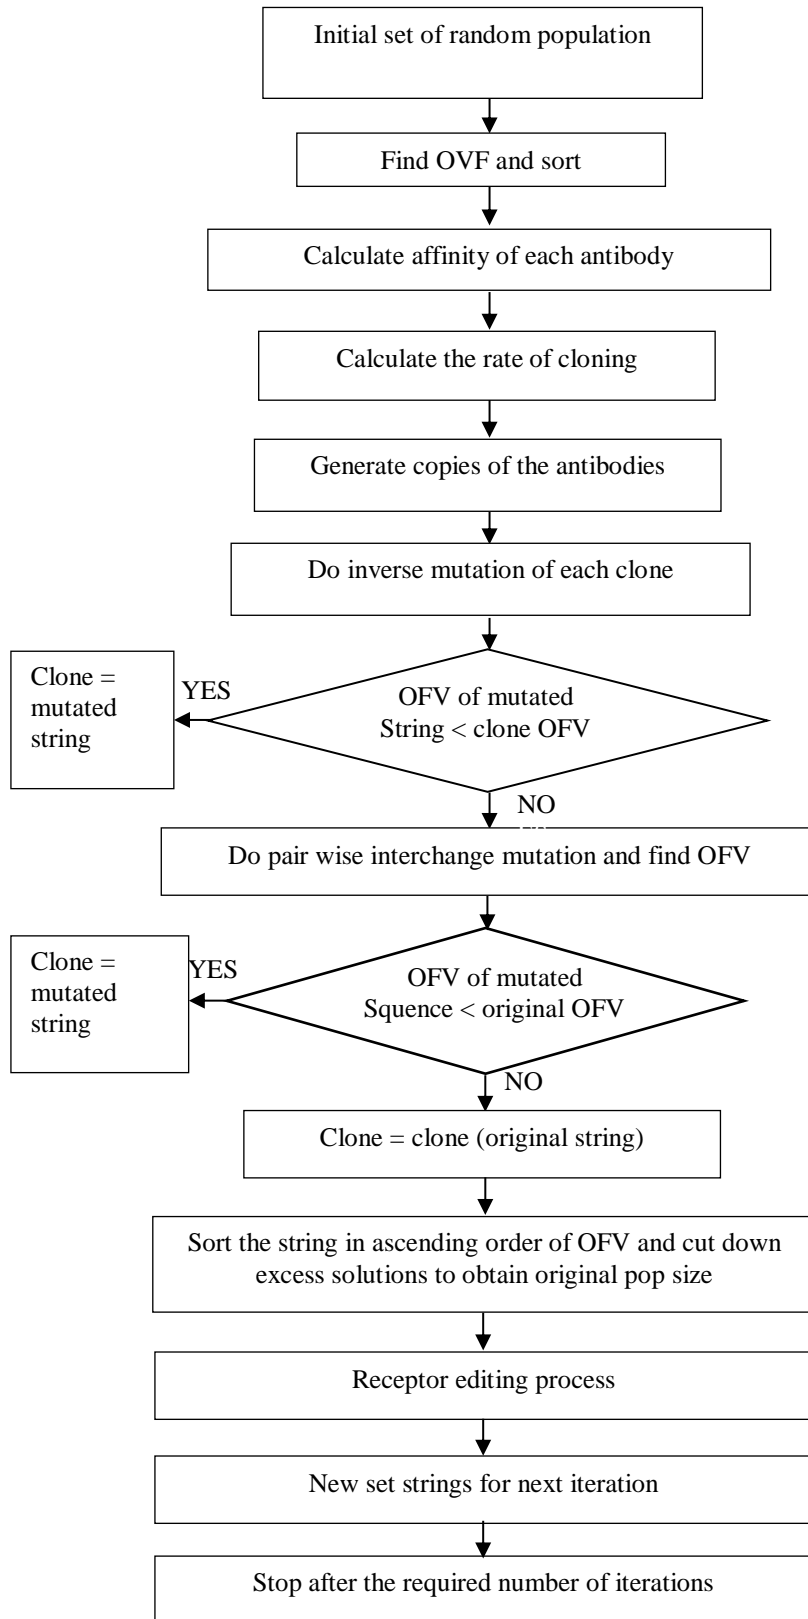 Initial set of random population
Find OVF and sort
Calculate affinity of each antibody
Calculate the rate of cloning
Generate copies of the antibodies
Do inverse mutation of each clone
Clone =
mutated
string
YES
OFV of mutated
String < clone OFV
NO
Do pair wise interchange mutation and find OFV
Clone =
mutated
string
YES
OFV of mutated
Squence < original OFV
NO
Clone = clone (original string)
Sort the string in ascending order of OFV and cut down
excess solutions to obtain original pop size
Receptor editing process
New set strings for next iteration
Stop after the required number of iterations